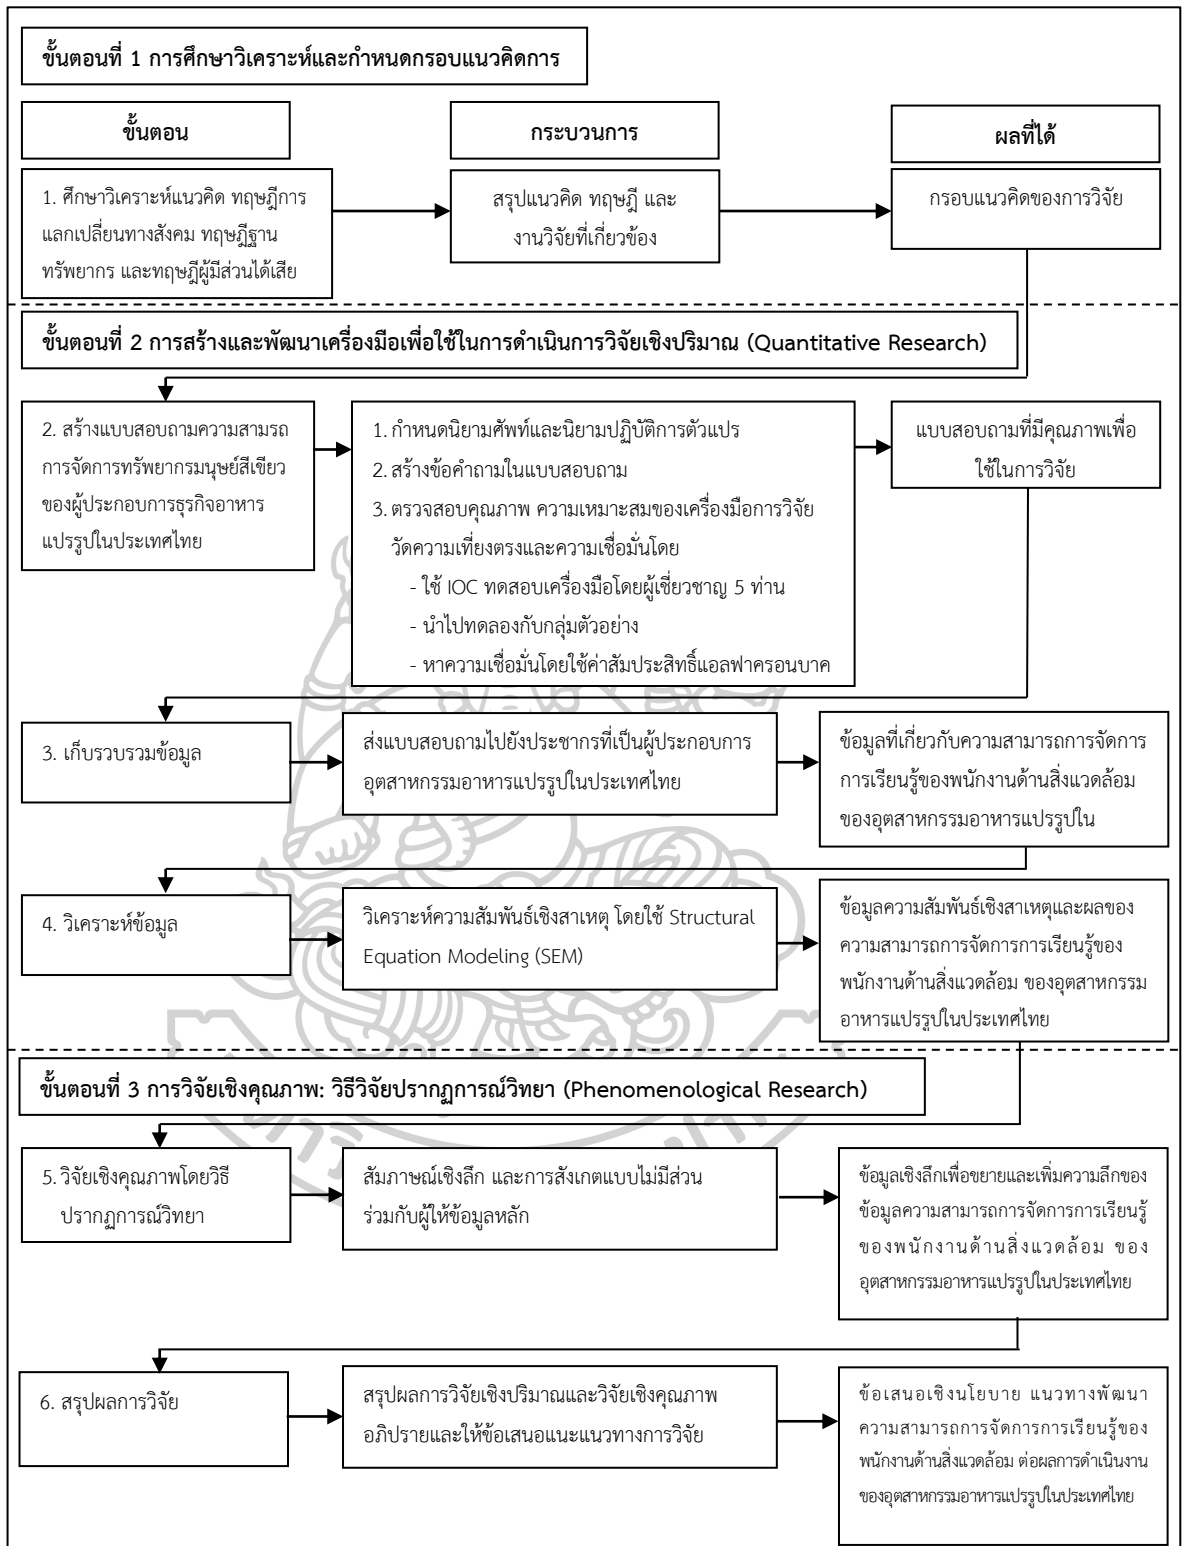 ขั้นตอนที่ 1 การศึกษาวิเคราะห์และกำหนดกรอบแนวคิดการ
ขั้นตอน
กระบวนการ
ผลที่ได้
1. ศึกษาวิเคราะห์แนวคิด ทฤษฎีการ
แลกเปลี่ยนทางสังคม ทฤษฎีฐาน
ทรัพยากร และทฤษฎีผู้มีส่วนได้เสีย
สรุปแนวคิด ทฤษฎี และ
งานวิจัยที่เกี่ยวข้อง
กรอบแนวคิดของการวิจัย
ขั้นตอนที่ 2 การสร้างและพัฒนาเครื่องมือเพื่อใช้ในการดำเนินการวิจัยเชิงปริมาณ (Quantitative Research)
2. สร้างแบบสอบถามความสามรถ
การจัดการทรัพยากรมนุษย์สีเขียว
ของผู้ประกอบการธุรกิจอาหาร
แปรรูปในประเทศไทย
1. กำหนดนิยามศัพท์และนิยามปฏิบัติการตัวแปร
2. สร้างข้อคำถามในแบบสอบถาม
3. ตรวจสอบคุณภาพ ความเหมาะสมของเครื่องมือการวิจัย
วัดความเที่ยงตรงและความเชื่อมั่นโดย
- ใช้ IOC ทดสอบเครื่องมือโดยผู้เชี่ยวชาญ 5 ท่าน
- นำไปทดลองกับกลุ่มตัวอย่าง
- หาความเชื่อมั่นโดยใช้ค่าสัมประสิทธิ์แอลฟาครอนบาค
แบบสอบถามที่มีคุณภาพเพื่อ
ใช้ในการวิจัย
3. เก็บรวบรวมข้อมูล
ส่งแบบสอบถามไปยังประชากรที่เป็นผู้ประกอบการ
อุตสาหกรรมอาหารแปรรูปในประเทศไทย
ข้อมูลที่เกี่ยวกับความสามารถการจัดการ
การเรียนรู้ของพนักงานด้านสิ่งแวดล้อม
ของอุตสาหกรรมอาหารแปรรูปใน
4. วิเคราะห์ข้อมูล
วิเคราะห์ความสัมพันธ์เชิงสาเหตุ โดยใช้ Structural
Equation Modeling (SEM)
ข้อมูลความสัมพันธ์เชิงสาเหตุและผลของ
ความสามารถการจัดการการเรียนรู้ของ
พนักงานด้านสิ่งแวดล้อม ของอุตสาหกรรม
อาหารแปรรูปในประเทศไทย
ขั้นตอนที่ 3 การวิจัยเชิงคุณภาพ: วิธีวิจัยปรากฏการณ์วิทยา (Phenomenological Research)
5. วิจัยเชิงคุณภาพโดยวิธี
ปรากฏการณ์วิทยา
สัมภาษณ์เชิงลึก และการสังเกตแบบไม่มีส่วน
ร่วมกับผู้ให้ข้อมูลหลัก
ข้อมูลเชิงลึกเพื่อขยายและเพิ่มความลึกของ
ข้อมูลความสามารถการจัดการการเรียนรู้
ของพนักงานด้านสิ่งแวดล้อม ของ
อุตสาหกรรมอาหารแปรรูปในประเทศไทย
6. สรุปผลการวิจัย
สรุปผลการวิจัยเชิงปริมาณและวิจัยเชิงคุณภาพ
อภิปรายและให้ข้อเสนอแนะแนวทางการวิจัย
ข้อเสนอเชิงนโยบาย แนวทางพัฒนา
ความสามารถการจัดการการเรียนรู้ของ
พนักงานด้านสิ่งแวดล้อม ต่อผลการดำเนินงาน
ของอุตสาหกรรมอาหารแปรรูปในประเทศไทย